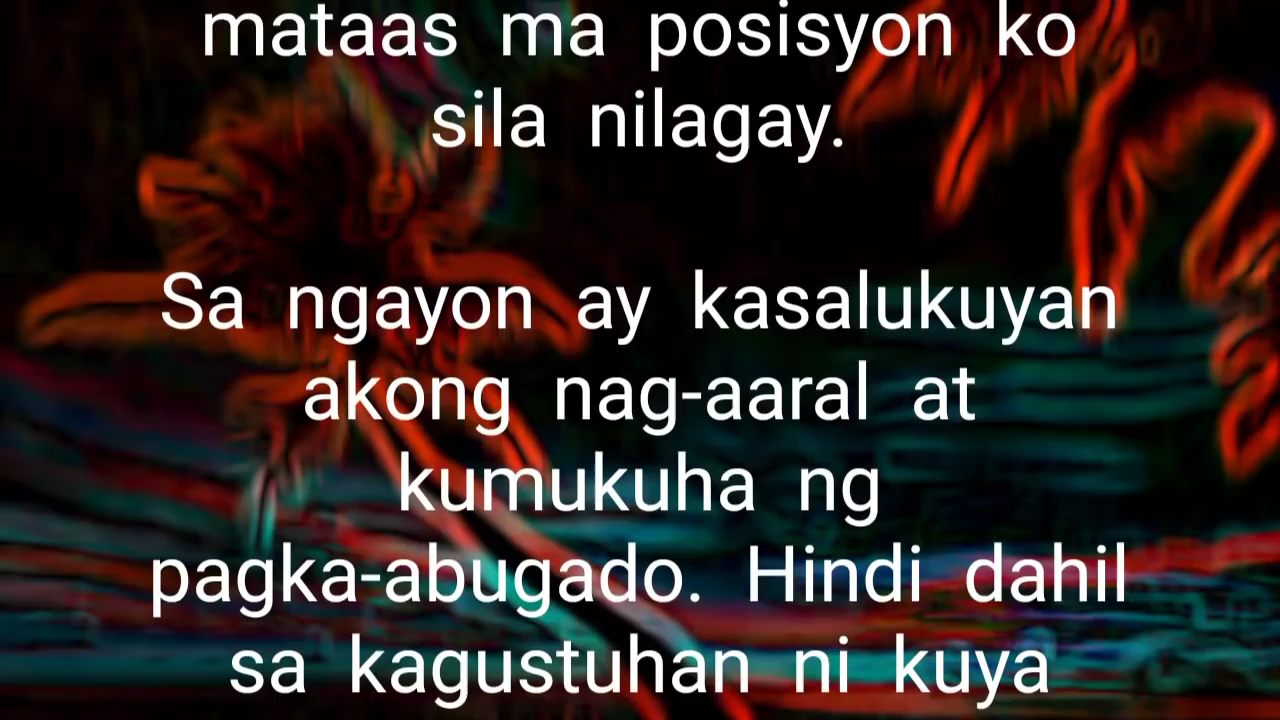 mataas ma posisyon ko
sila nilagay.
Sa ngayon ay kasalukuyan
akong nag-aaral at
kumukuha ng
pagka-abugado. Hindi dahil
sa kagustuhan ni kuya